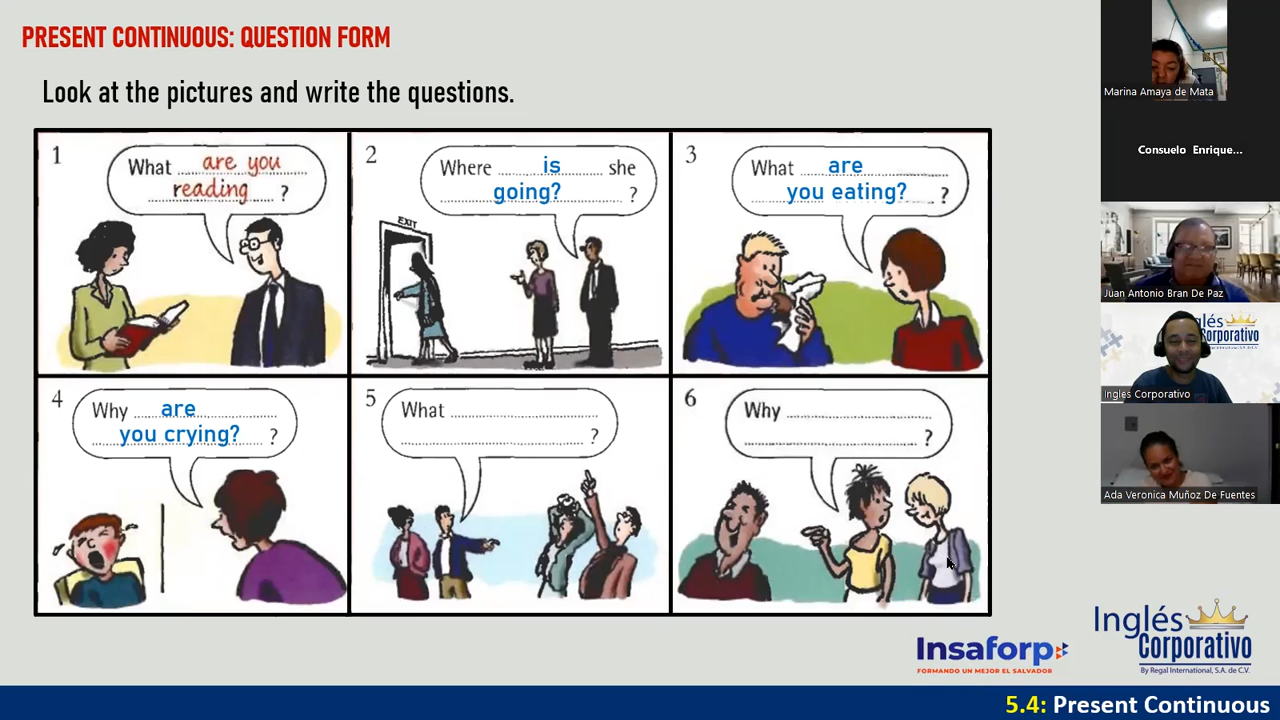 PRESENT CONTINUOUS: QUESTION FORM
Look at the pictures and write the questions.
1
What are you
reading ?
2
Where is she
going? ?
3
What are
you eating? ?
EXIT
4
Why are
you crying? ?
5
What
?
6
Why
?
Marina Amaya de Mata
Consuelo Enrique...
Juan Antonio Bran De Paz
Inglés
Corporativo
Ingles Corporativo
Ada Veronica Muñoz De Fuentes
Insaforp
FORMANDO UN MEJOR EL SALVADOR
Inglés
Corporativo
By Regal International, S.A. de C.V.
5.4: Present Continuous